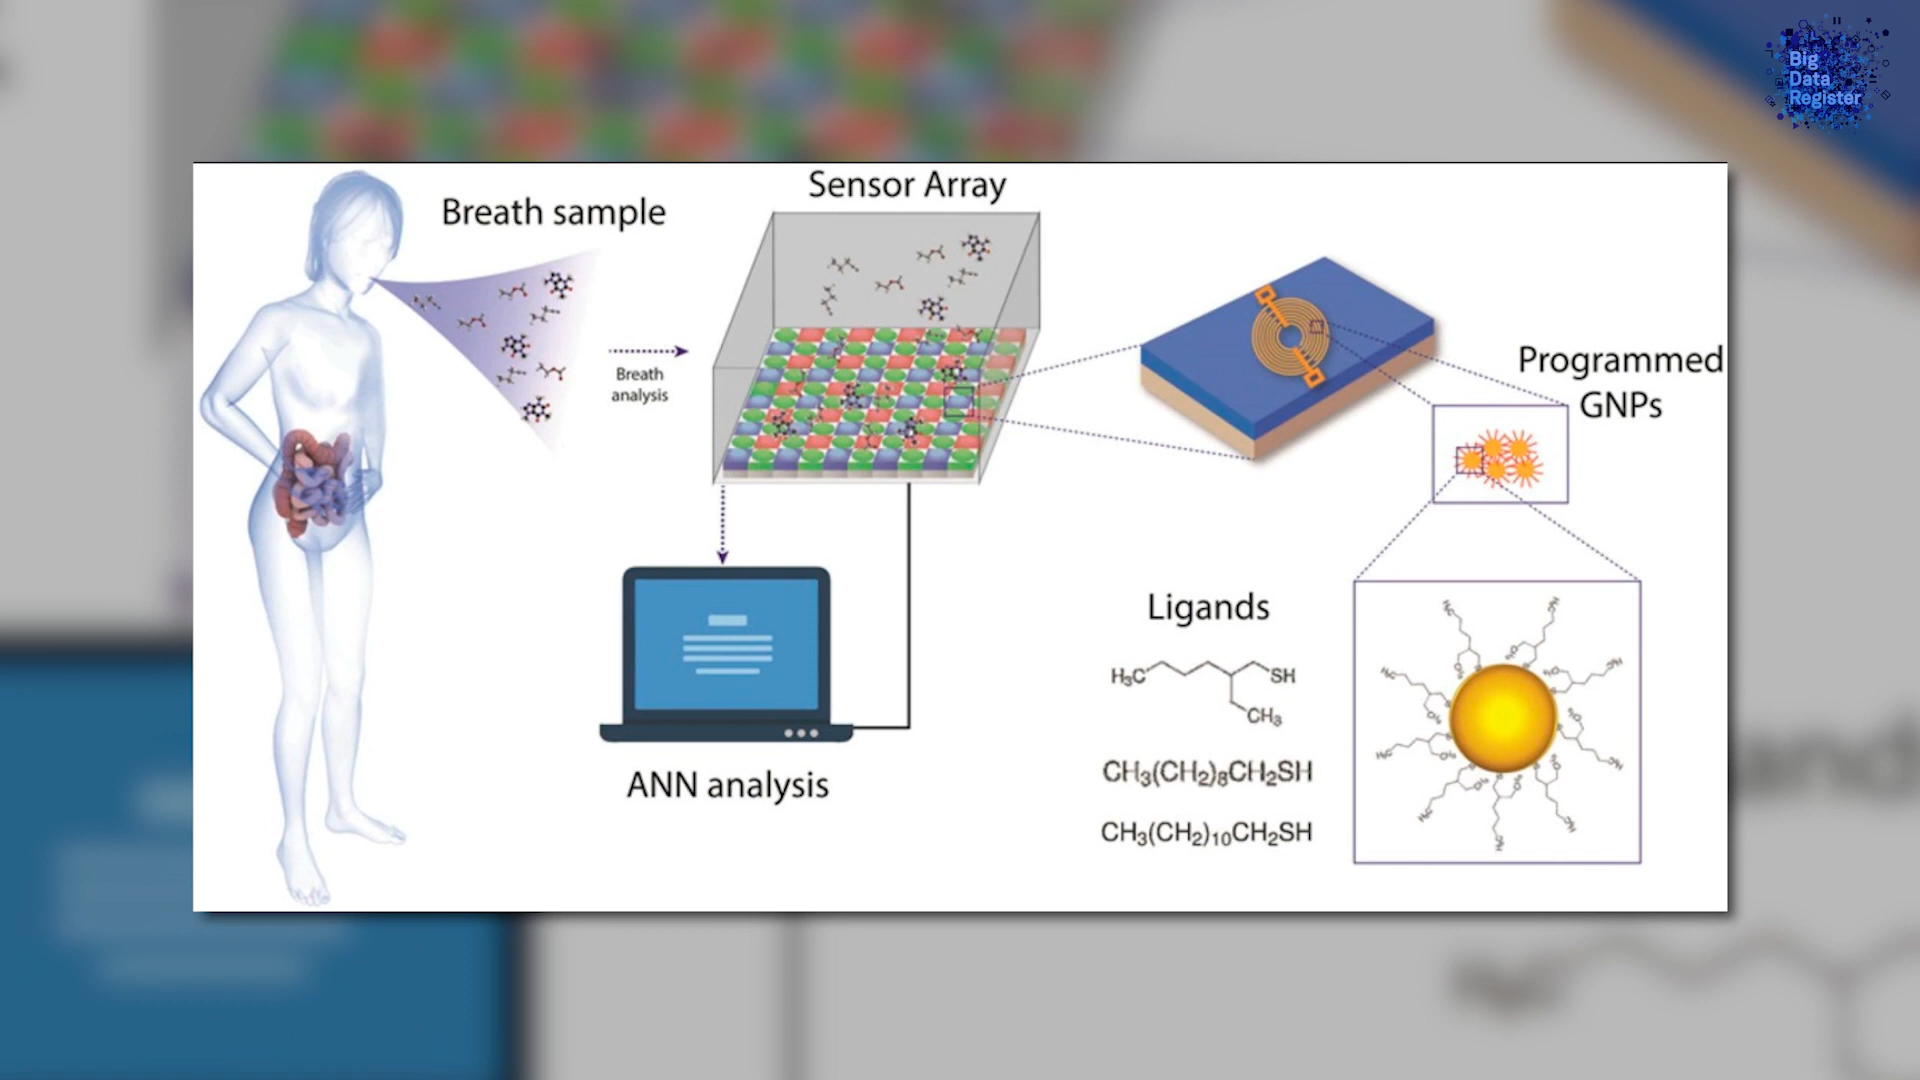 Big
Data
Register
Sensor Array
Breath sample
Breath
analysis
Programmed
GNPs
Ligands
H₃C
SH
CH₃
CH₃(CH₂)₈CH₂SH
CH₃(CH₂)₁₀CH₂SH
ANN analysis